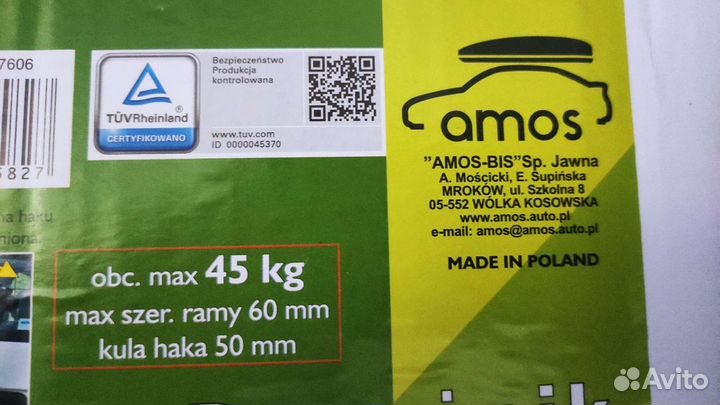 7606
5827
TÜVRheinland
CERTYFIKOWANO
Bezpieczeństwo
Produkcja
kontrolowana
www.tuv.com
ID 0000045370
amos
"AMOS-BIS"Sp. Jawna
A. Mościcki, E. Supińska
MROKÓW, ul. Szkolna 8
05-552 WÓLKA KOSOWSKA
www.amos.auto.pl
e-mail: amos@amos.auto.pl
MADE IN POLAND
na haku
obc. max 45 kg
max szer. ramy 60 mm
kula haka 50 mm
Avito